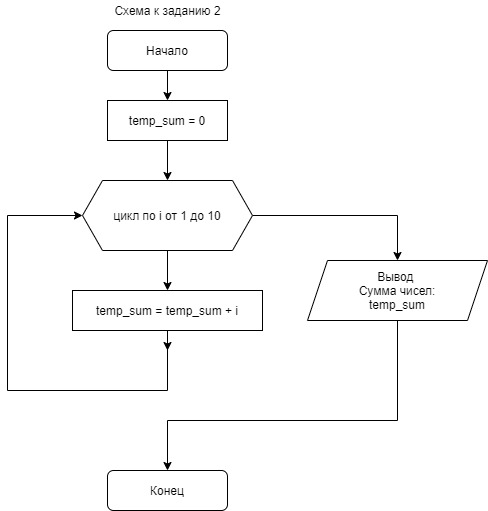 Схема к заданию 2
Начало
temp_sum = 0
цикл по i от 1 до 10
Вывод
Сумма чисел:
temp_sum
temp_sum = temp_sum + i
Конец